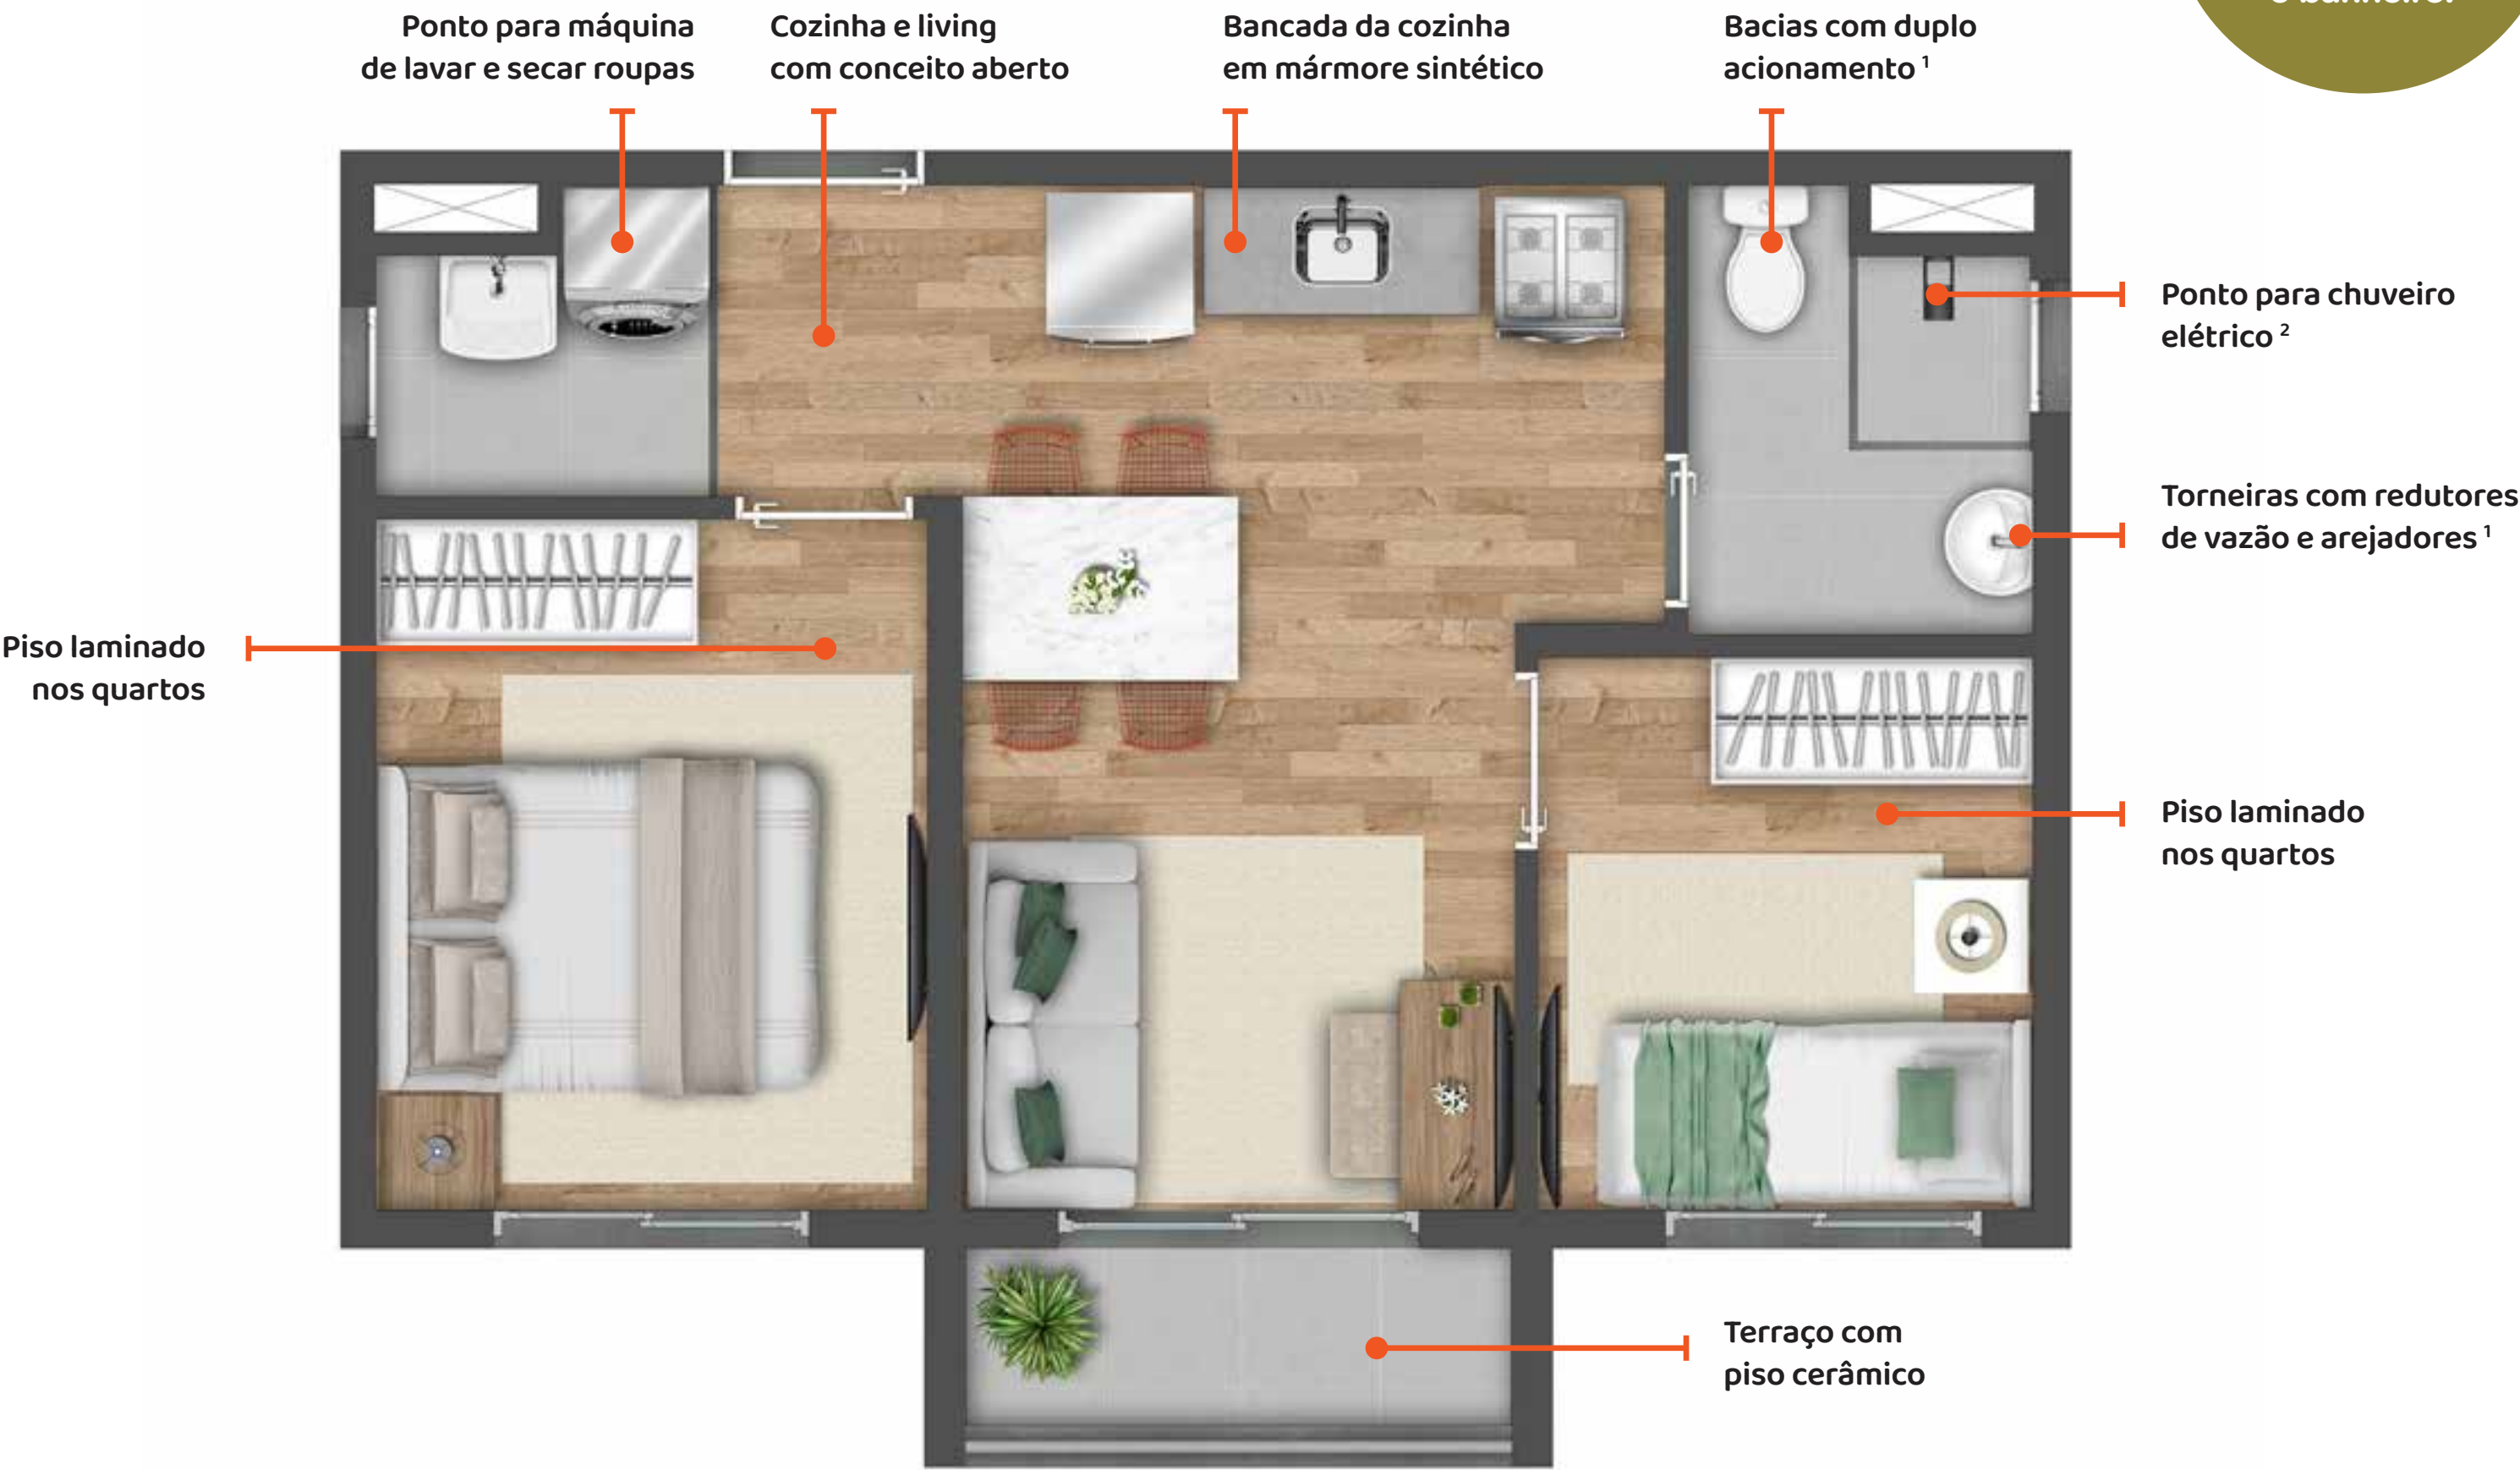 Ponto para máquina
de lavar e secar roupas
Cozinha e living
com conceito aberto
Bancada da cozinha
em mármore sintético
Bacias com duplo
acionamento ¹
Ponto para chuveiro
elétrico ²
Torneiras com redutores
de vazão e arejadores ¹
Piso laminado
nos quartos
Piso laminado
nos quartos
Terraço com
piso cerâmico